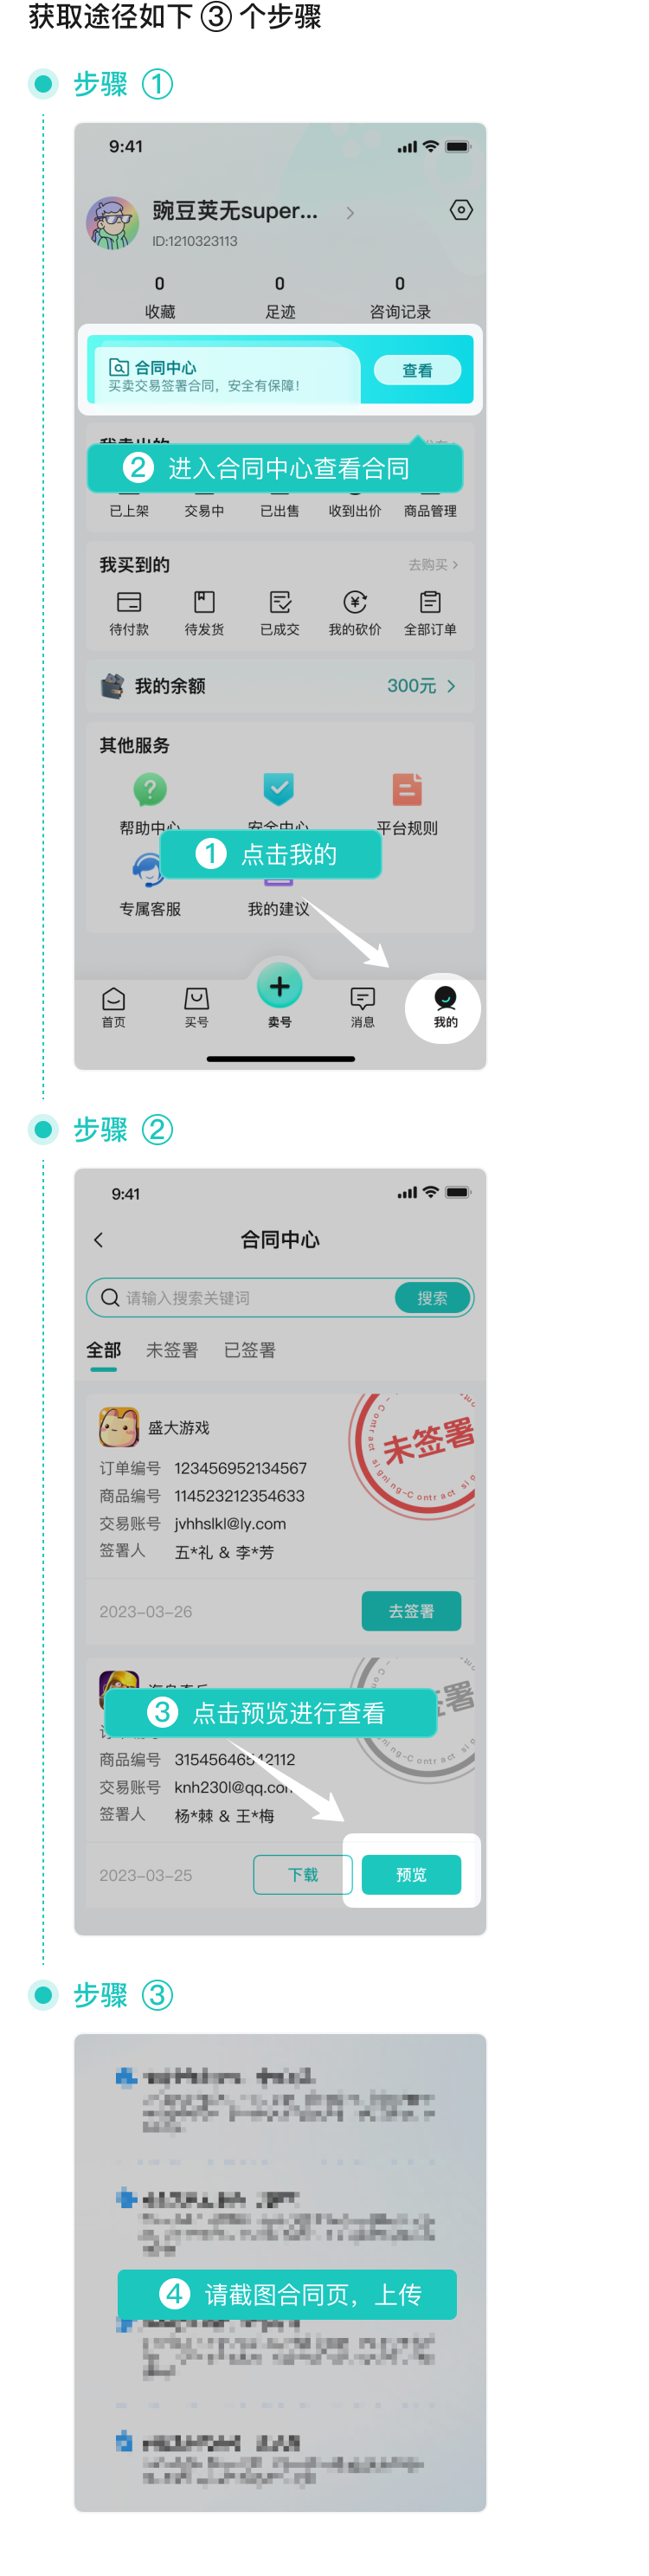 获取途径如下 ③ 个步骤
步骤 ①
9:41
豌豆荚无super...
ID:1210323113
0 0 0
收藏 足迹 咨询记录
合同中心
买卖交易签署合同，安全有保障！
查看
② 进入合同中心查看合同
已上架 交易中 已出售 收到出价 商品管理
我买到的 去购买 >
待付款 待发货 已成交 我的砍价 全部订单
我的余额 300元 >
其他服务
帮助中心 安全中心 平台规则
① 点击我的
专属客服 我的建议
首页 买号 卖号 消息 我的
步骤 ②
9:41
合同中心
请输入搜索关键词 搜索
全部 未签署 已签署
盛大游戏
未签署
订单编号 123456952134567
商品编号 114523212354633
交易账号 jvhhslkl@ly.com
签署人 五*礼 & 李*芳
2023-03-26 去签署
③ 点击预览进行查看
商品编号 31545646542112
交易账号 knh230l@qq.com
签署人 杨*棘 & 王*梅
2023-03-25 下载 预览
步骤 ③
④ 请截图合同页，上传